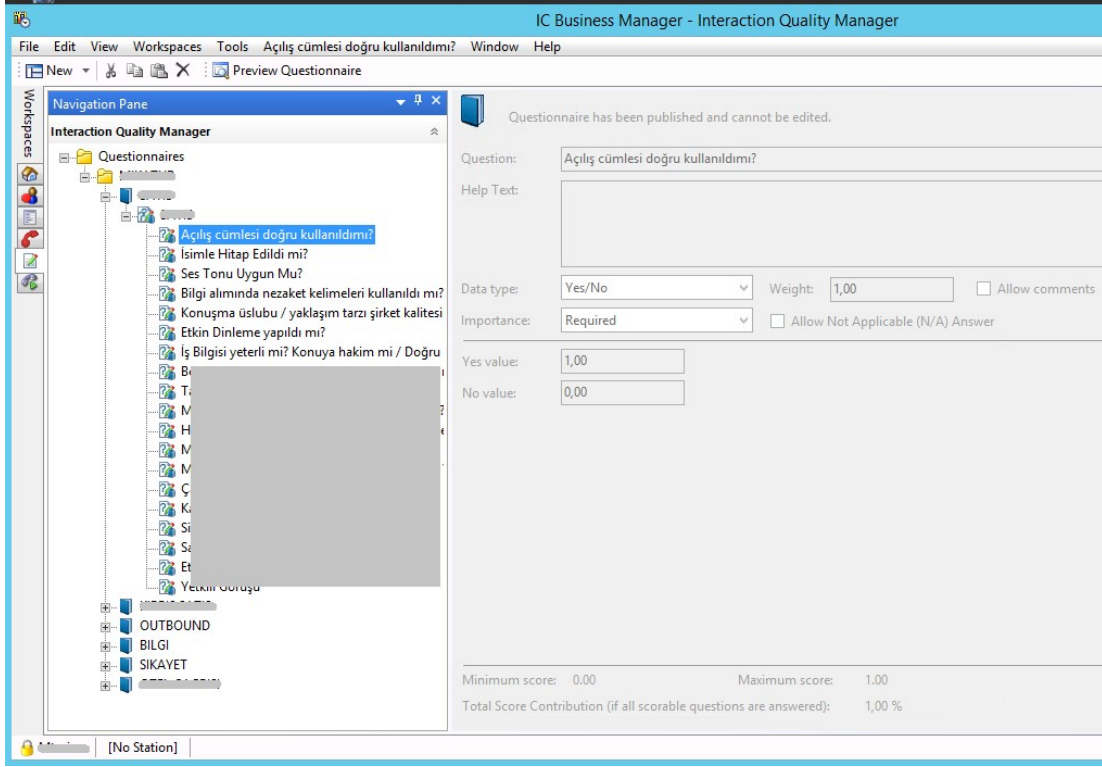 IC Business Manager - Interaction Quality Manager
File Edit View Workspaces Tools Açılış cümlesi doğru kullanıldımı? Window Help
New Preview Questionnaire
Workspaces
Navigation Pane
Interaction Quality Manager
Questionnaires
Açılış cümlesi doğru kullanıldımı?
İsimle Hitap Edildi mi?
Ses Tonu Uygun Mu?
Bilgi alımında nezaket kelimeleri kullanıldı mı?
Konuşma üslubu / yaklaşım tarzı şirket kalitesi
Etkin Dinleme yapıldı mı?
İş Bilgisi yeterli mi? Konuya hakim mi / Doğru
Yetkili Görüşü
OUTBOUND
BILGI
SIKAYET
Questionnaire has been published and cannot be edited.
Question: Açılış cümlesi doğru kullanıldımı?
Help Text:
Data type: Yes/No Weight: 1,00 Allow comments
Importance: Required Allow Not Applicable (N/A) Answer
Yes value: 1,00
No value: 0,00
Minimum score: 0.00 Maximum score: 1.00
Total Score Contribution (if all scorable questions are answered): 1,00 %
[No Station]